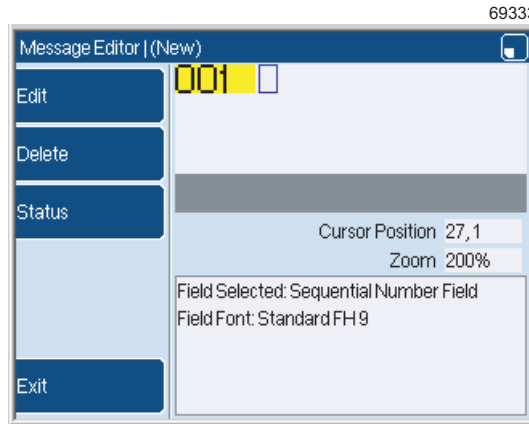 69333
Message Editor | (New)
Edit
001
Delete
Status
Cursor Position 27,1
Zoom 200%
Field Selected: Sequential Number Field
Field Font: Standard FH 9
Exit